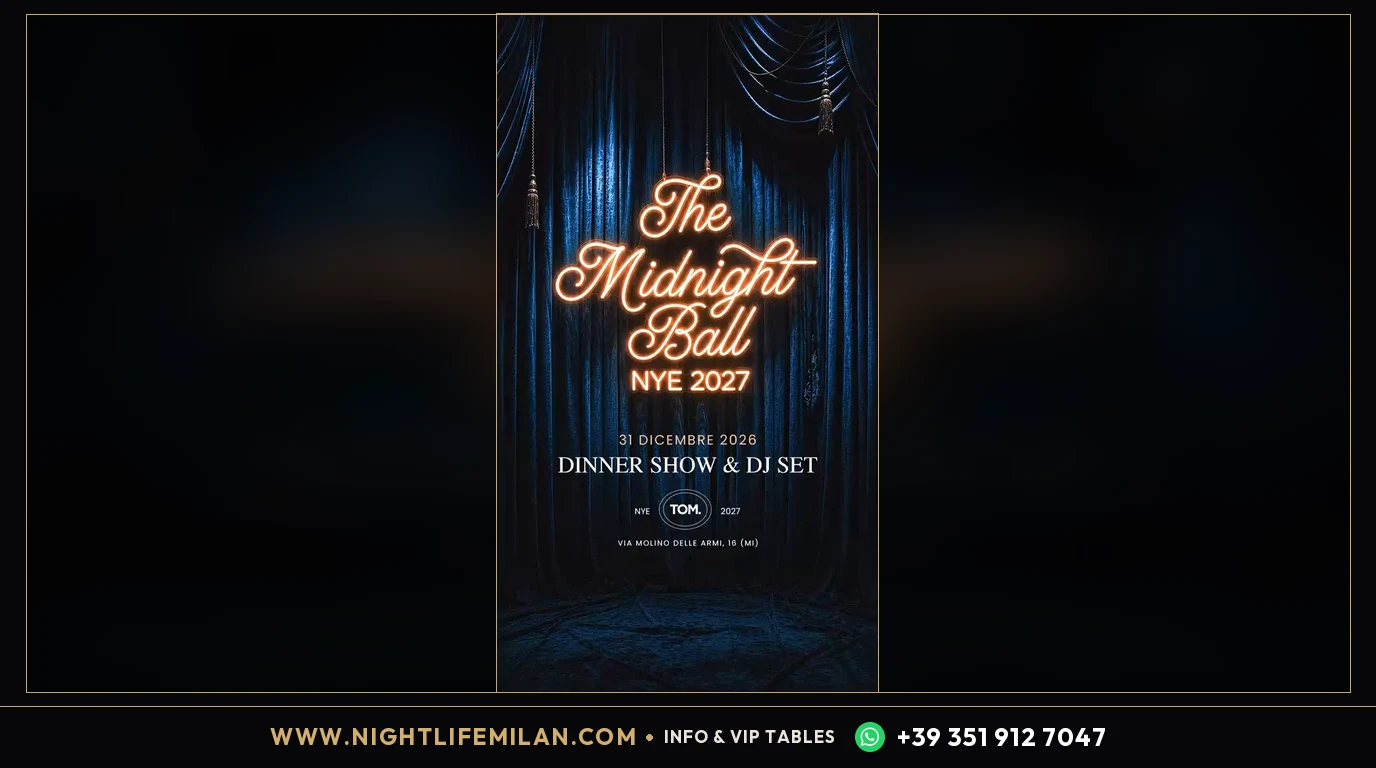 The
Midnight
Ball
NYE 2027
31 DICEMBRE 2026
DINNER SHOW & DJ SET
NYE TOM. 2027
VIA MOLINO DELLE ARMI, 16 (MI)
WWW.NIGHTLIFEMILAN.COM • INFO & VIP TABLES +39 351 912 7047